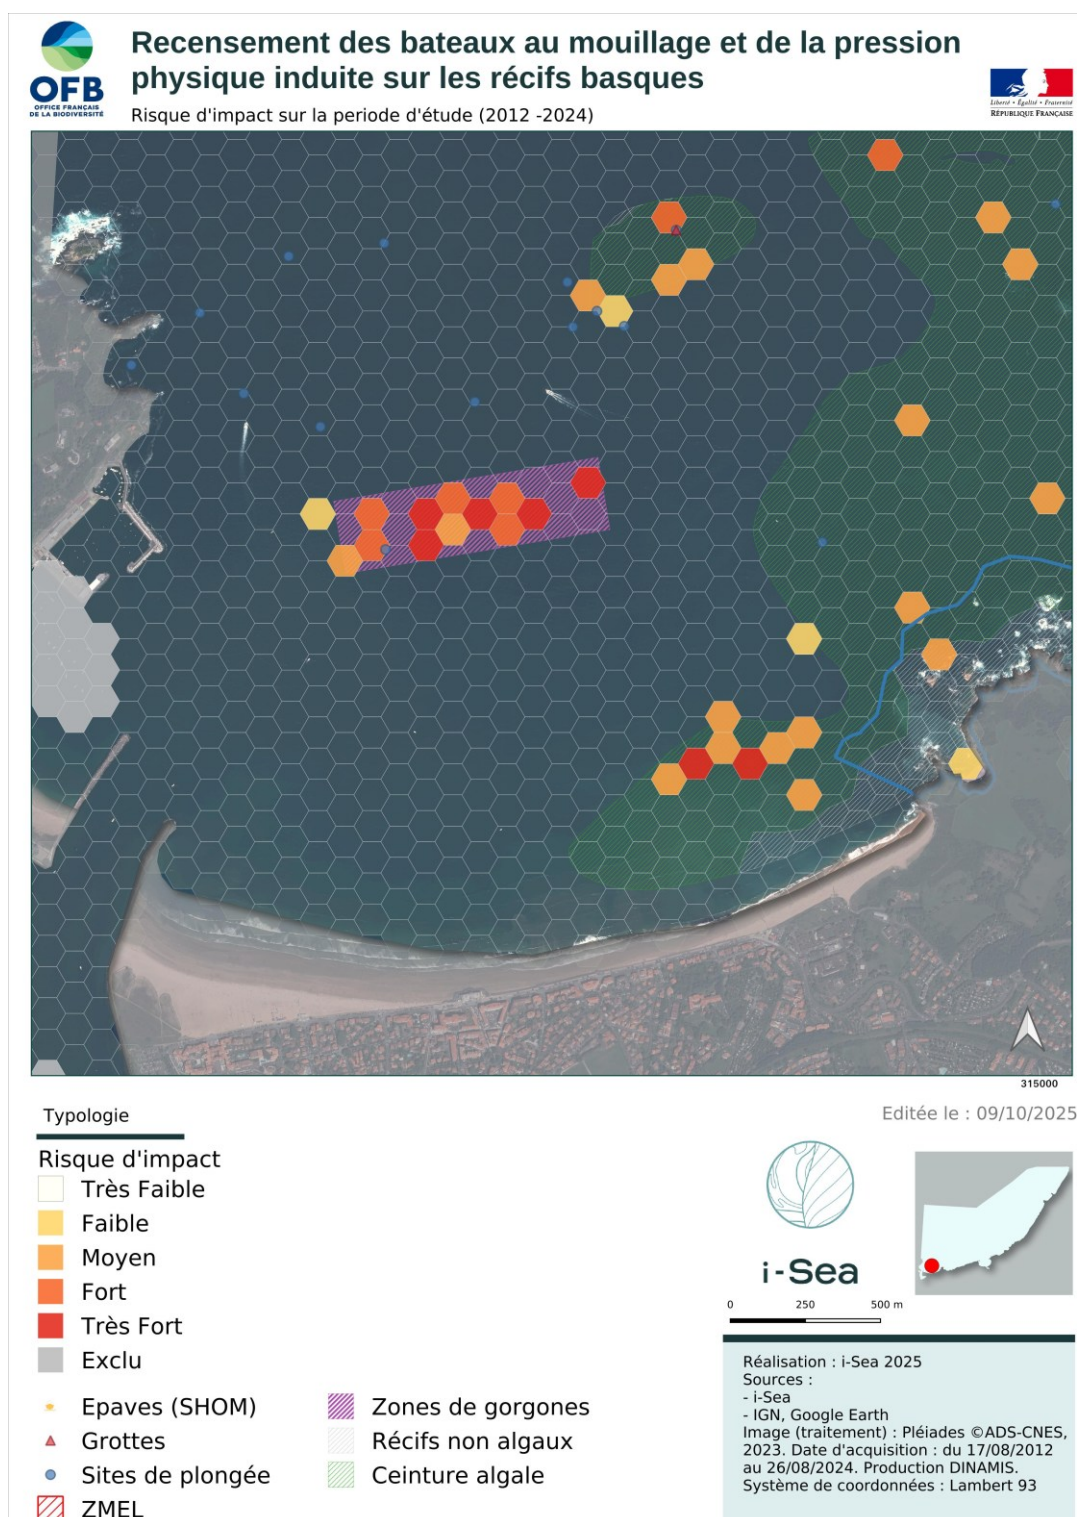 OFB
OFFICE FRANÇAIS
DE LA BIODIVERSITÉ
Recensement des bateaux au mouillage et de la pression
physique induite sur les récifs basques
Risque d'impact sur la periode d'étude (2012 -2024)
Liberté • Égalité • Fraternité
RÉPUBLIQUE FRANÇAISE
315000
Editée le : 09/10/2025
Typologie
Risque d'impact
Très Faible
Faible
Moyen
Fort
Très Fort
Exclu
Epaves (SHOM)
Grottes
Sites de plongée
ZMEL
Zones de gorgones
Récifs non algaux
Ceinture algale
i-Sea
0 250 500 m
Réalisation : i-Sea 2025
Sources :
- i-Sea
- IGN, Google Earth
Image (traitement) : Pléiades ©ADS-CNES,
2023. Date d'acquisition : du 17/08/2012
au 26/08/2024. Production DINAMIS.
Système de coordonnées : Lambert 93